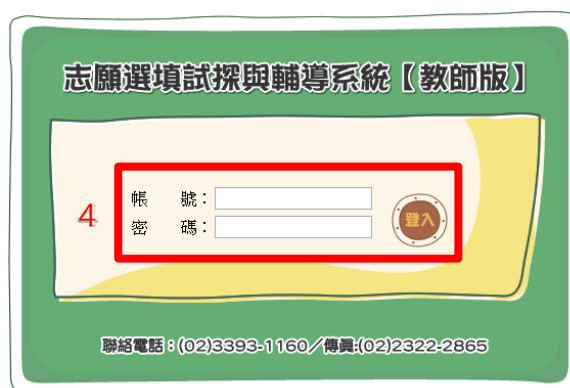 志願選填試探與輔導系統【教師版】
4
帳　　號：
密　　碼：
登入
聯絡電話：(02)3393-1160／傳真:(02)2322-2865